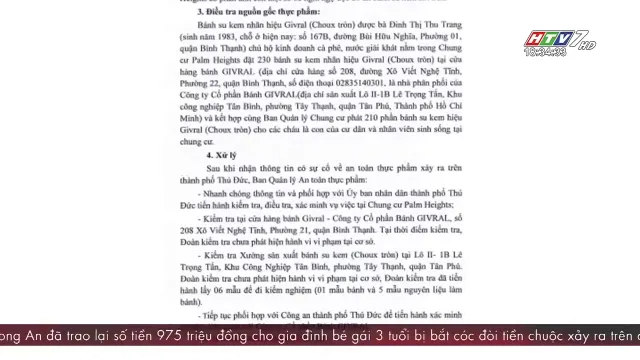 3. Điều tra nguồn gốc thực phẩm:
Bánh su kem nhãn hiệu Givral (Choux tròn) được bà Đinh Thị Thu Trang
(sinh năm 1983, chỗ ở hiện nay: số 167B, đường Bùi Hữu Nghĩa, Phường 01,
quận Bình Thạnh) chủ hộ kinh doanh cà phê, nước giải khát nằm trong Chung
cư Palm Heights đặt 230 bánh su kem nhãn hiệu Givral (Choux tròn) tại cửa
hàng bánh GIVRAL (địa chỉ cửa hàng số 208, đường Xô Viết Nghệ Tĩnh,
Phường 22, quận Bình Thạnh, số điện thoại 02835140301), là nhà phân phối của
Công ty Cổ phần Bánh GIVRAL(địa chỉ sản xuất Lô II-1B Lê Trọng Tấn, Khu
công nghiệp Tân Bình, phường Tây Thạnh, quận Tân Phú, Thành phố Hồ Chí
Minh) và kết hợp cùng Ban Quản lý Chung cư phát 210 phần bánh su kem hiệu
Givral (Choux tròn) cho các cháu là con của cư dân và nhân viên sinh sống tại
chung cư.
4. Xử lý
Sau khi nhận thông tin có sự cố về an toàn thực phẩm xảy ra trên
thành phố Thủ Đức, Ban Quản lý An toàn thực phẩm:
- Nhanh chóng thông tin và phối hợp với Ủy ban nhân dân thành phố Thủ
Đức tiến hành kiểm tra, điều tra, xác minh vụ việc tại Chung cư Palm Heights;
- Kiểm tra tại cửa hàng bánh Givral - Công ty Cổ phần Bánh GIVRAL, số
208 Xô Viết Nghệ Tĩnh, Phường 21, quận Bình Thạnh. Tại thời điểm kiểm tra,
Đoàn kiểm chưa phát hiện hành vi vi phạm tại cơ sở.
- Kiểm tra Xưởng sản xuất bánh su kem (Choux tròn) tại Lô II- 1B Lê
Trọng Tấn, Khu Công Nghiệp Tân Bình, phường Tây Thạnh, quận Tân Phú.
Đoàn kiểm tra chưa phát hiện hành vi vi phạm tại cơ sở, Đoàn kiểm tra đã tiến
hành lấy 06 mẫu để đi kiểm nghiệm (01 mẫu bánh và 5 mẫu nguyên liệu làm
bánh).
- Tiếp tục phối hợp với Công an thành phố Thủ Đức để tiến hành xác minh
HTV7 HD
18:34:33
ong An đã trao lại số tiền 975 triệu đồng cho gia đình bé gái 3 tuổi bị bắt cóc đòi tiền chuộc xảy ra trên